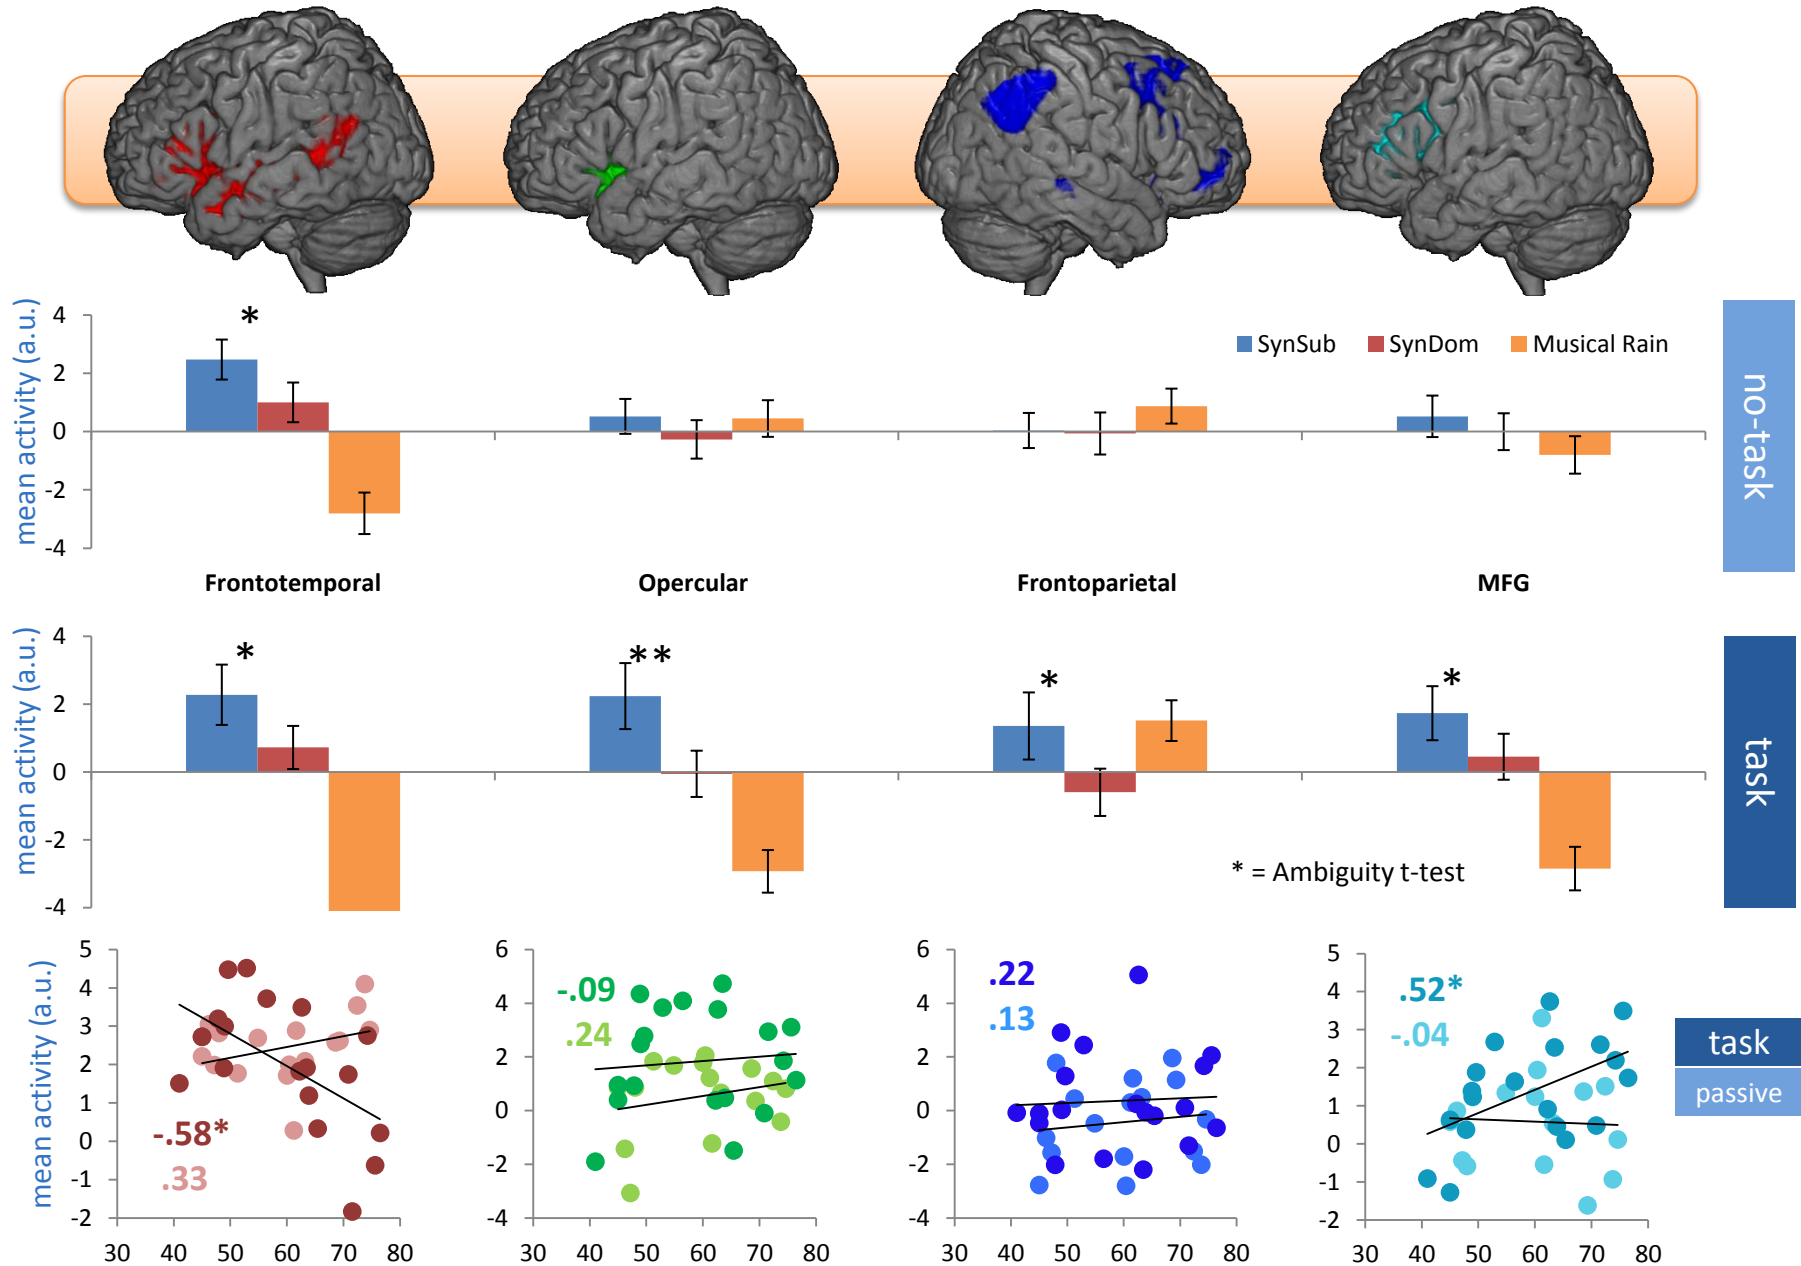 mean activity (a.u.)
4
2
0
-2
-4
*
SynSub
SynDom
Musical Rain
no-task
Frontotemporal
Opercular
Frontoparietal
MFG
mean activity (a.u.)
4
2
0
-2
-4
*
**
*
*
* = Ambiguity t-test
task
mean activity (a.u.)
5
4
3
2
1
0
-1
-2
-.58*
.33
30 40 50 60 70 80
6
4
2
0
-2
-4
-.09
.24
30 40 50 60 70 80
6
4
2
0
-2
-4
.22
.13
30 40 50 60 70 80
5
4
3
2
1
0
-1
-2
.52*
-.04
30 40 50 60 70 80
task
passive